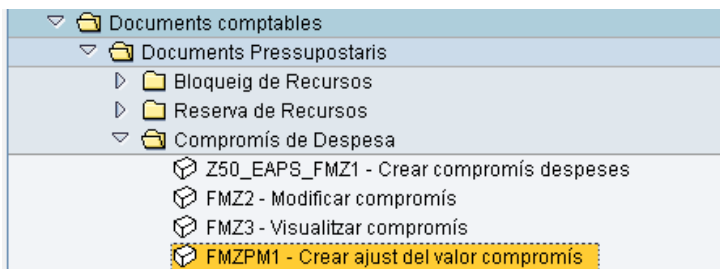 Documents comptables
Documents Pressupostaris
Bloqueig de Recursos
Reserva de Recursos
Compromís de Despesa
Z50_EAPS_FMZ1 - Crear compromís despeses
FMZ2 - Modificar compromís
FMZ3 - Visualitzar compromís
FMZPM1 - Crear ajust del valor compromís